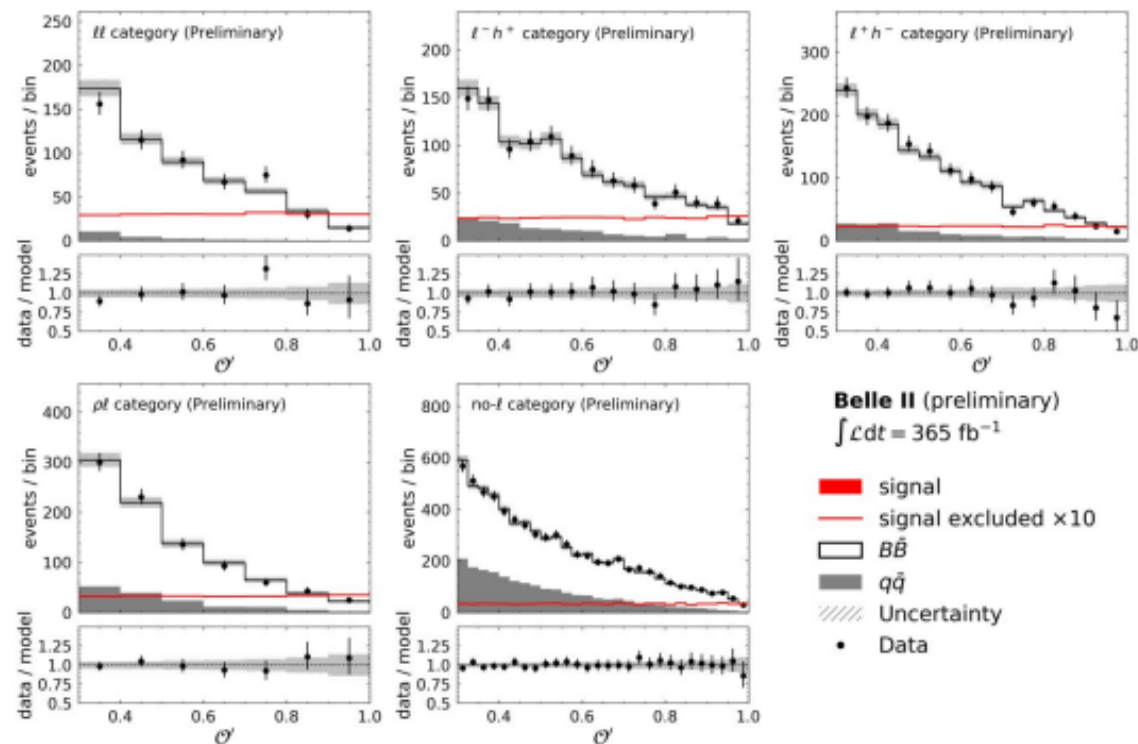 ℓℓ category (Preliminary)
events / bin
250
200
150
100
50
0
data / model
1.25
1.0
0.75
0.5
0.4
0.6
0.8
1.0
𝒪′
ℓ⁻h⁺ category (Preliminary)
events / bin
200
150
100
50
0
data / model
1.25
1.0
0.75
0.5
0.4
0.6
0.8
1.0
𝒪′
ℓ⁺h⁻ category (Preliminary)
events / bin
300
200
100
0
data / model
1.25
1.0
0.75
0.5
0.4
0.6
0.8
1.0
𝒪′
ρℓ category (Preliminary)
events / bin
400
300
200
100
0
data / model
1.25
1.0
0.75
0.5
0.4
0.6
0.8
1.0
𝒪′
no-ℓ category (Preliminary)
events / bin
800
600
400
200
0
data / model
1.25
1.0
0.75
0.5
0.4
0.6
0.8
1.0
𝒪′
Belle II (preliminary)
∫ℒdt = 365 fb⁻¹
signal
signal excluded ×10
BB̄
qq̄
Uncertainty
Data